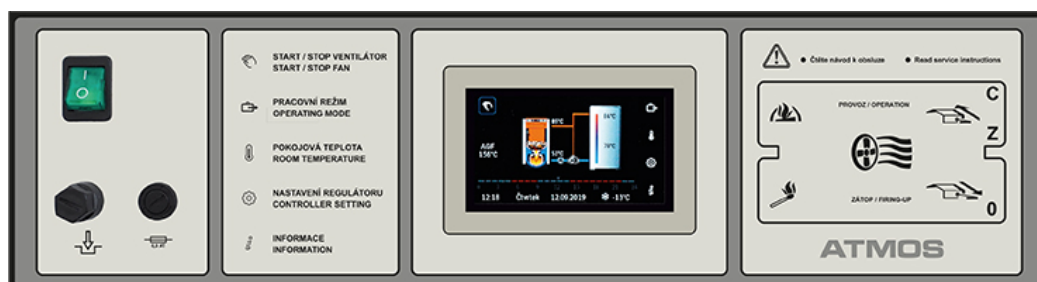 I
O
START / STOP VENTILÁTOR
START / STOP FAN
PRACOVNÍ REŽIM
OPERATING MODE
POKOJOVÁ TEPLOTA
ROOM TEMPERATURE
NASTAVENÍ REGULÁTORU
CONTROLLER SETTING
INFORMACE
INFORMATION
AGF
156°C
12:18
Čtvrtek
12.09.2019
-13°C
Čtěte návod k obsluze
Read service instructions
PROVOZ / OPERATION
C
Z
ZÁTOP / FIRING-UP
0
ATMOS